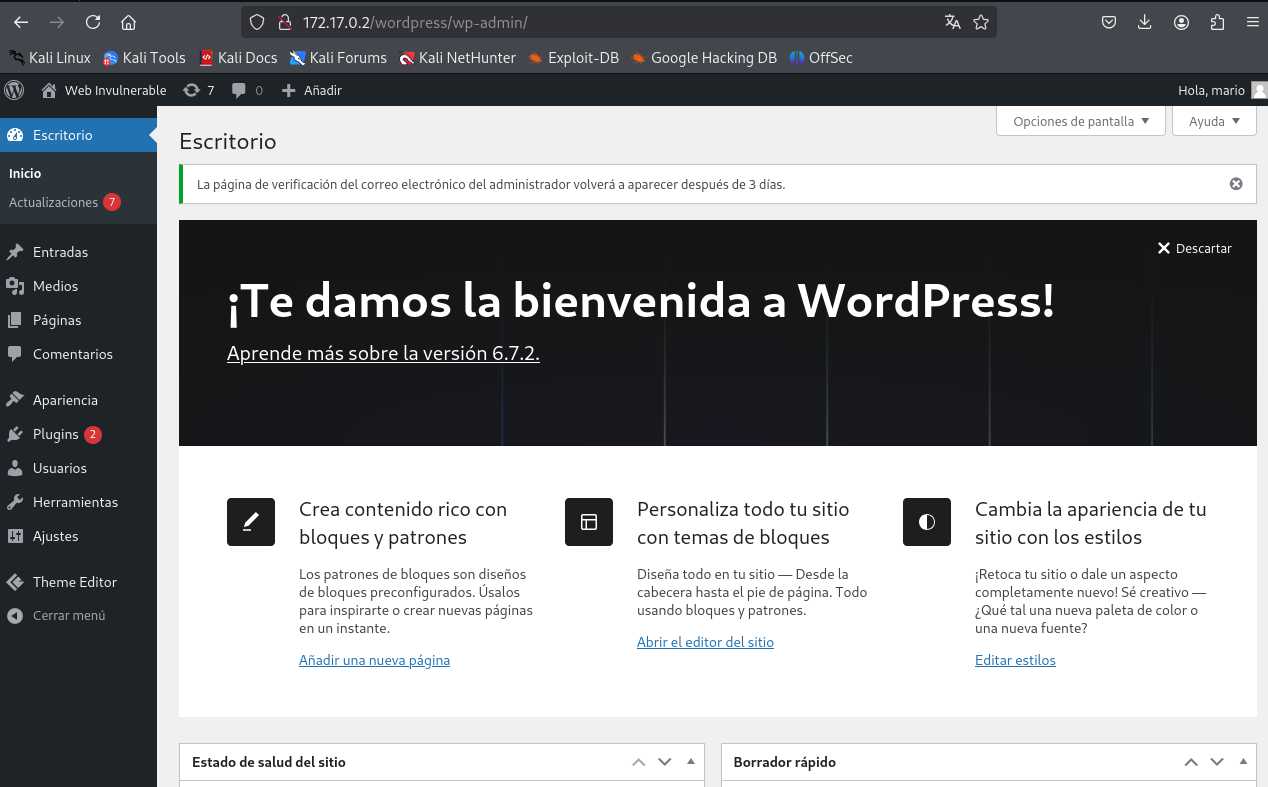 172.17.0.2/wordpress/wp-admin/
Kali Linux Kali Tools Kali Docs Kali Forums Kali NetHunter Exploit-DB Google Hacking DB OffSec
Web Invulnerable 7 0 Añadir Hola, mario
Escritorio
Inicio
Actualizaciones 7
Entradas
Medios
Páginas
Comentarios
Apariencia
Plugins 2
Usuarios
Herramientas
Ajustes
Theme Editor
Cerrar menú
Opciones de pantalla Ayuda
Escritorio
La página de verificación del correo electrónico del administrador volverá a aparecer después de 3 días.
Descartar
¡Te damos la bienvenida a WordPress!
Aprende más sobre la versión 6.7.2.
Crea contenido rico con
bloques y patrones
Los patrones de bloques son diseños
de bloques preconfigurados. Úsalos
para inspirarte o crear nuevas páginas
en un instante.
Añadir una nueva página
Personaliza todo tu sitio
con temas de bloques
Diseña todo en tu sitio — Desde la
cabecera hasta el pie de página. Todo
usando bloques y patrones.
Abrir el editor del sitio
Cambia la apariencia de tu
sitio con los estilos
¡Retoca tu sitio o dale un aspecto
completamente nuevo! Sé creativo —
¿Qué tal una nueva paleta de color o
una nueva fuente?
Editar estilos
Estado de salud del sitio
Borrador rápido